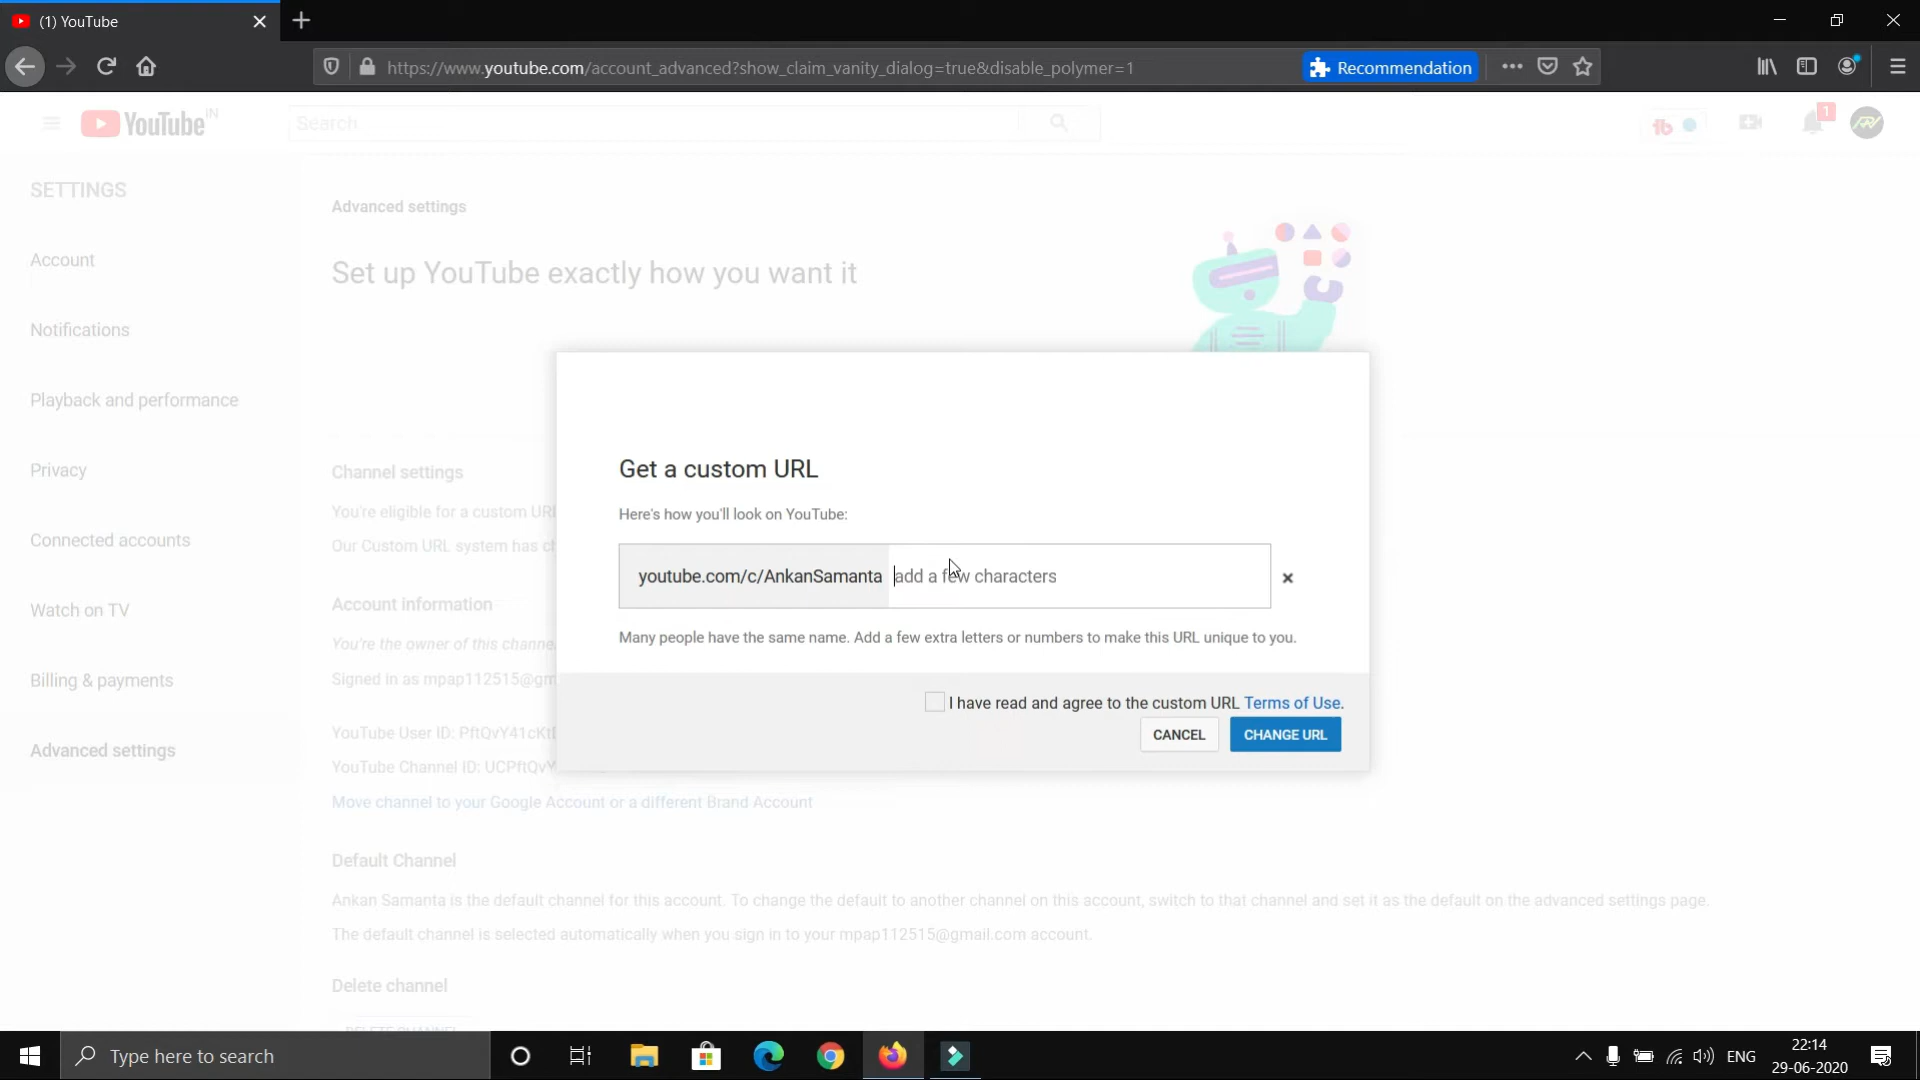 (1) YouTube
https://www.youtube.com/account_advanced?show_claim_vanity_dialog=true&disable_polymer=1
Recommendation
YouTube IN
Search
1
SETTINGS
Account
Notifications
Playback and performance
Privacy
Connected accounts
Watch on TV
Billing & payments
Advanced settings
Advanced settings
Set up YouTube exactly how you want it
Channel settings
You're eligible for a custom URL
Our Custom URL system has
Account information
You're the owner of this channel
Signed in as mpap112515@gm
YouTube User ID:
YouTube Channel ID:
Move channel to your Google Account or a different Brand Account
Default Channel
Ankan Samanta is the default channel for this account. To change the default to another channel on this account, switch to that channel and set it as the default on the advanced settings page.
The default channel is selected automatically when you sign in to your mpap112515@gmail.com account.
Delete channel
Get a custom URL
Here's how you'll look on YouTube:
youtube.com/c/AnkanSamanta add a few characters
Many people have the same name. Add a few extra letters or numbers to make this URL unique to you.
I have read and agree to the custom URL Terms of Use.
CANCEL CHANGE URL
Type here to search
ENG
22:14
29-06-2020